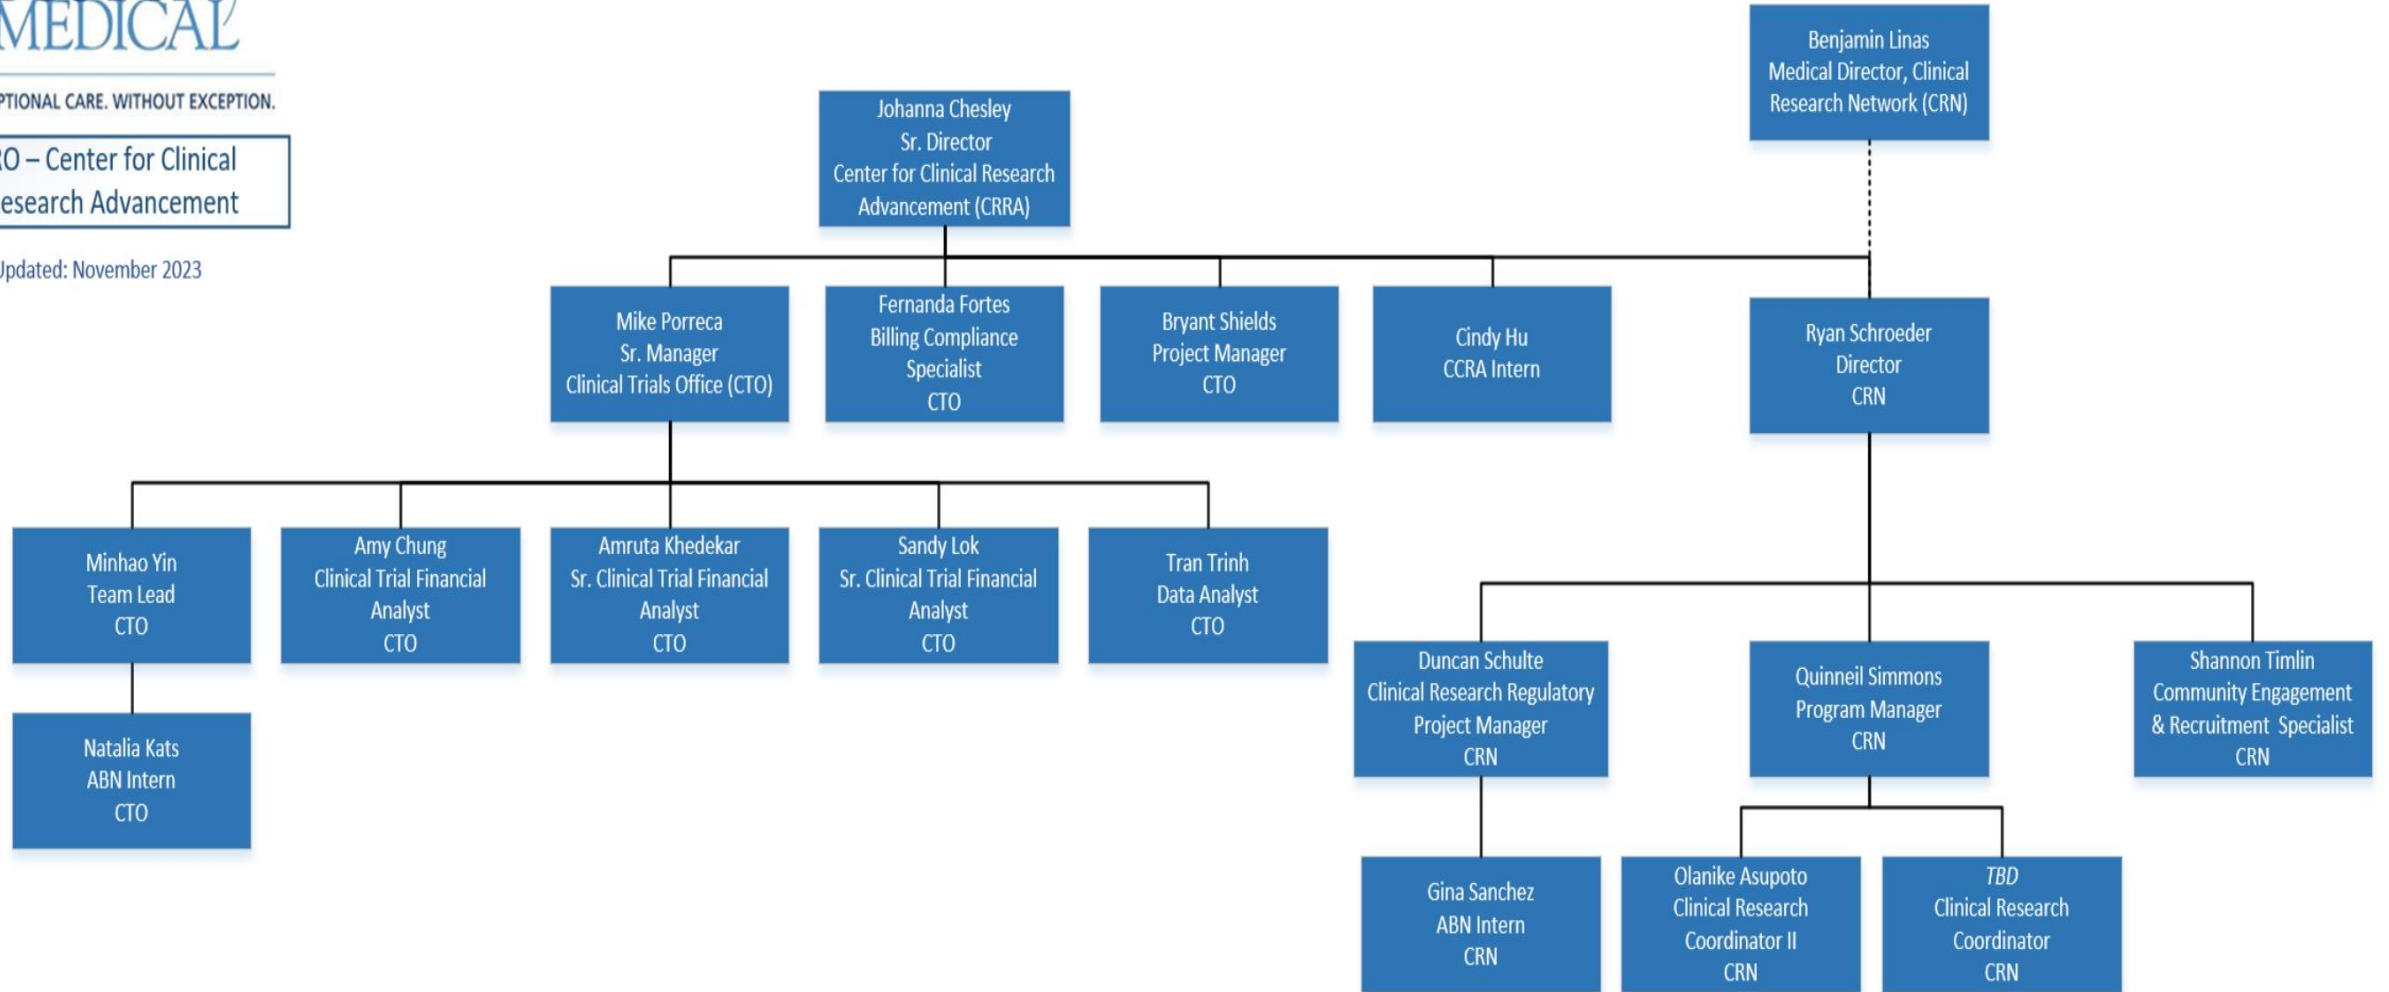 MEDICAL
PTIONAL CARE. WITHOUT EXCEPTION.
RO – Center for Clinical
esearch Advancement
Updated: November 2023
Benjamin Linas
Medical Director, Clinical
Research Network (CRN)
Johanna Chesley
Sr. Director
Center for Clinical Research
Advancement (CRRA)
Mike Porreca
Sr. Manager
Clinical Trials Office (CTO)
Fernanda Fortes
Billing Compliance
Specialist
CTO
Bryant Shields
Project Manager
CTO
Cindy Hu
CCRA Intern
Ryan Schroeder
Director
CRN
Minhao Yin
Team Lead
CTO
Amy Chung
Clinical Trial Financial
Analyst
CTO
Amruta Khedekar
Sr. Clinical Trial Financial
Analyst
CTO
Sandy Lok
Sr. Clinical Trial Financial
Analyst
CTO
Tran Trinh
Data Analyst
CTO
Duncan Schulte
Clinical Research Regulatory
Project Manager
CRN
Quinneil Simmons
Program Manager
CRN
Shannon Timlin
Community Engagement
& Recruitment Specialist
CRN
Natalia Kats
ABN Intern
CTO
Gina Sanchez
ABN Intern
CRN
Olanike Asupoto
Clinical Research
Coordinator II
CRN
TBD
Clinical Research
Coordinator
CRN